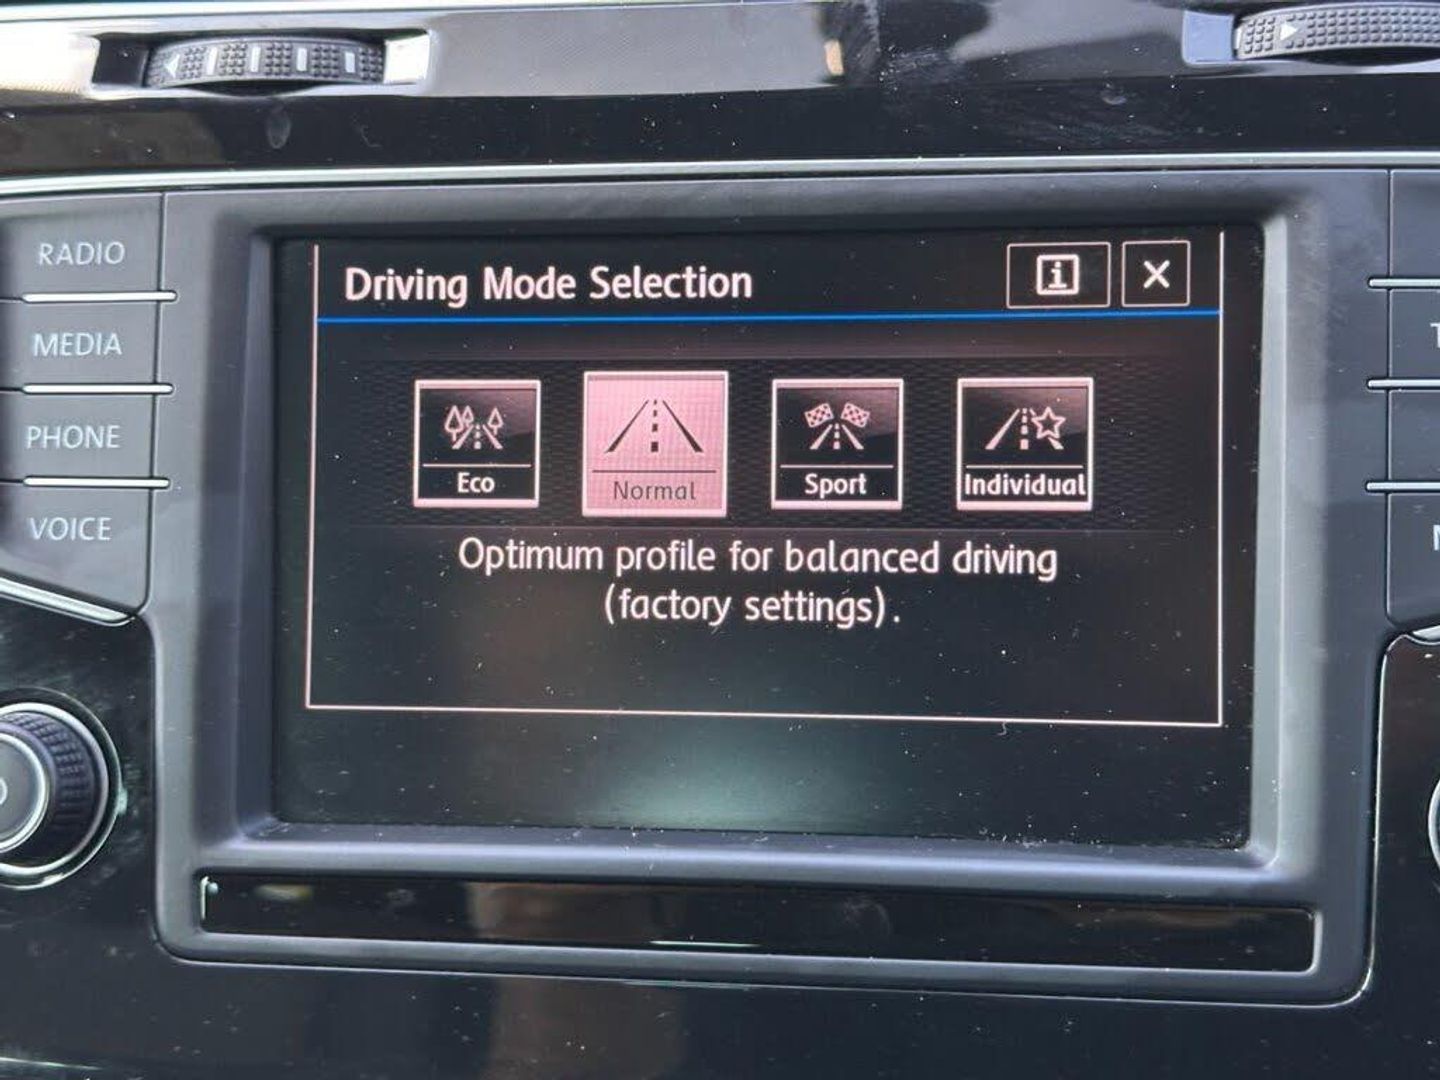 RADIO
MEDIA
PHONE
VOICE
Driving Mode Selection
Eco
Normal
Sport
Individual
Optimum profile for balanced driving
(factory settings).